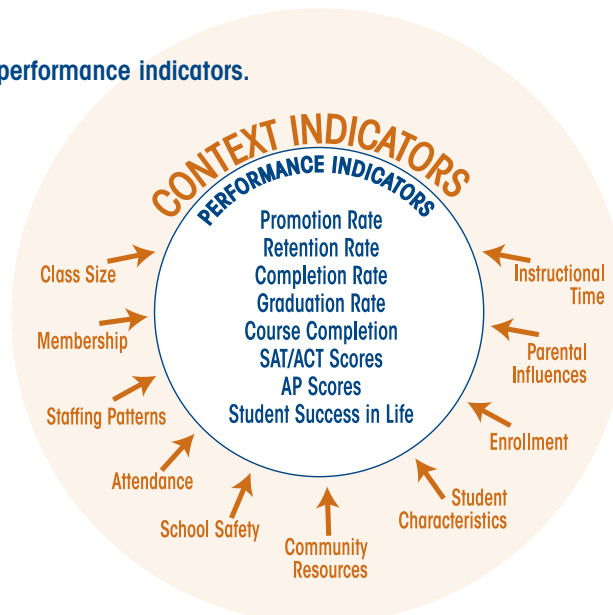 performance indicators.
CONTEXT INDICATORS
PERFORMANCE INDICATORS
Promotion Rate
Retention Rate
Completion Rate
Graduation Rate
Course Completion
SAT/ACT Scores
AP Scores
Student Success in Life
Class Size
Membership
Staffing Patterns
Attendance
School Safety
Community
Resources
Student
Characteristics
Enrollment
Parental
Influences
Instructional
Time